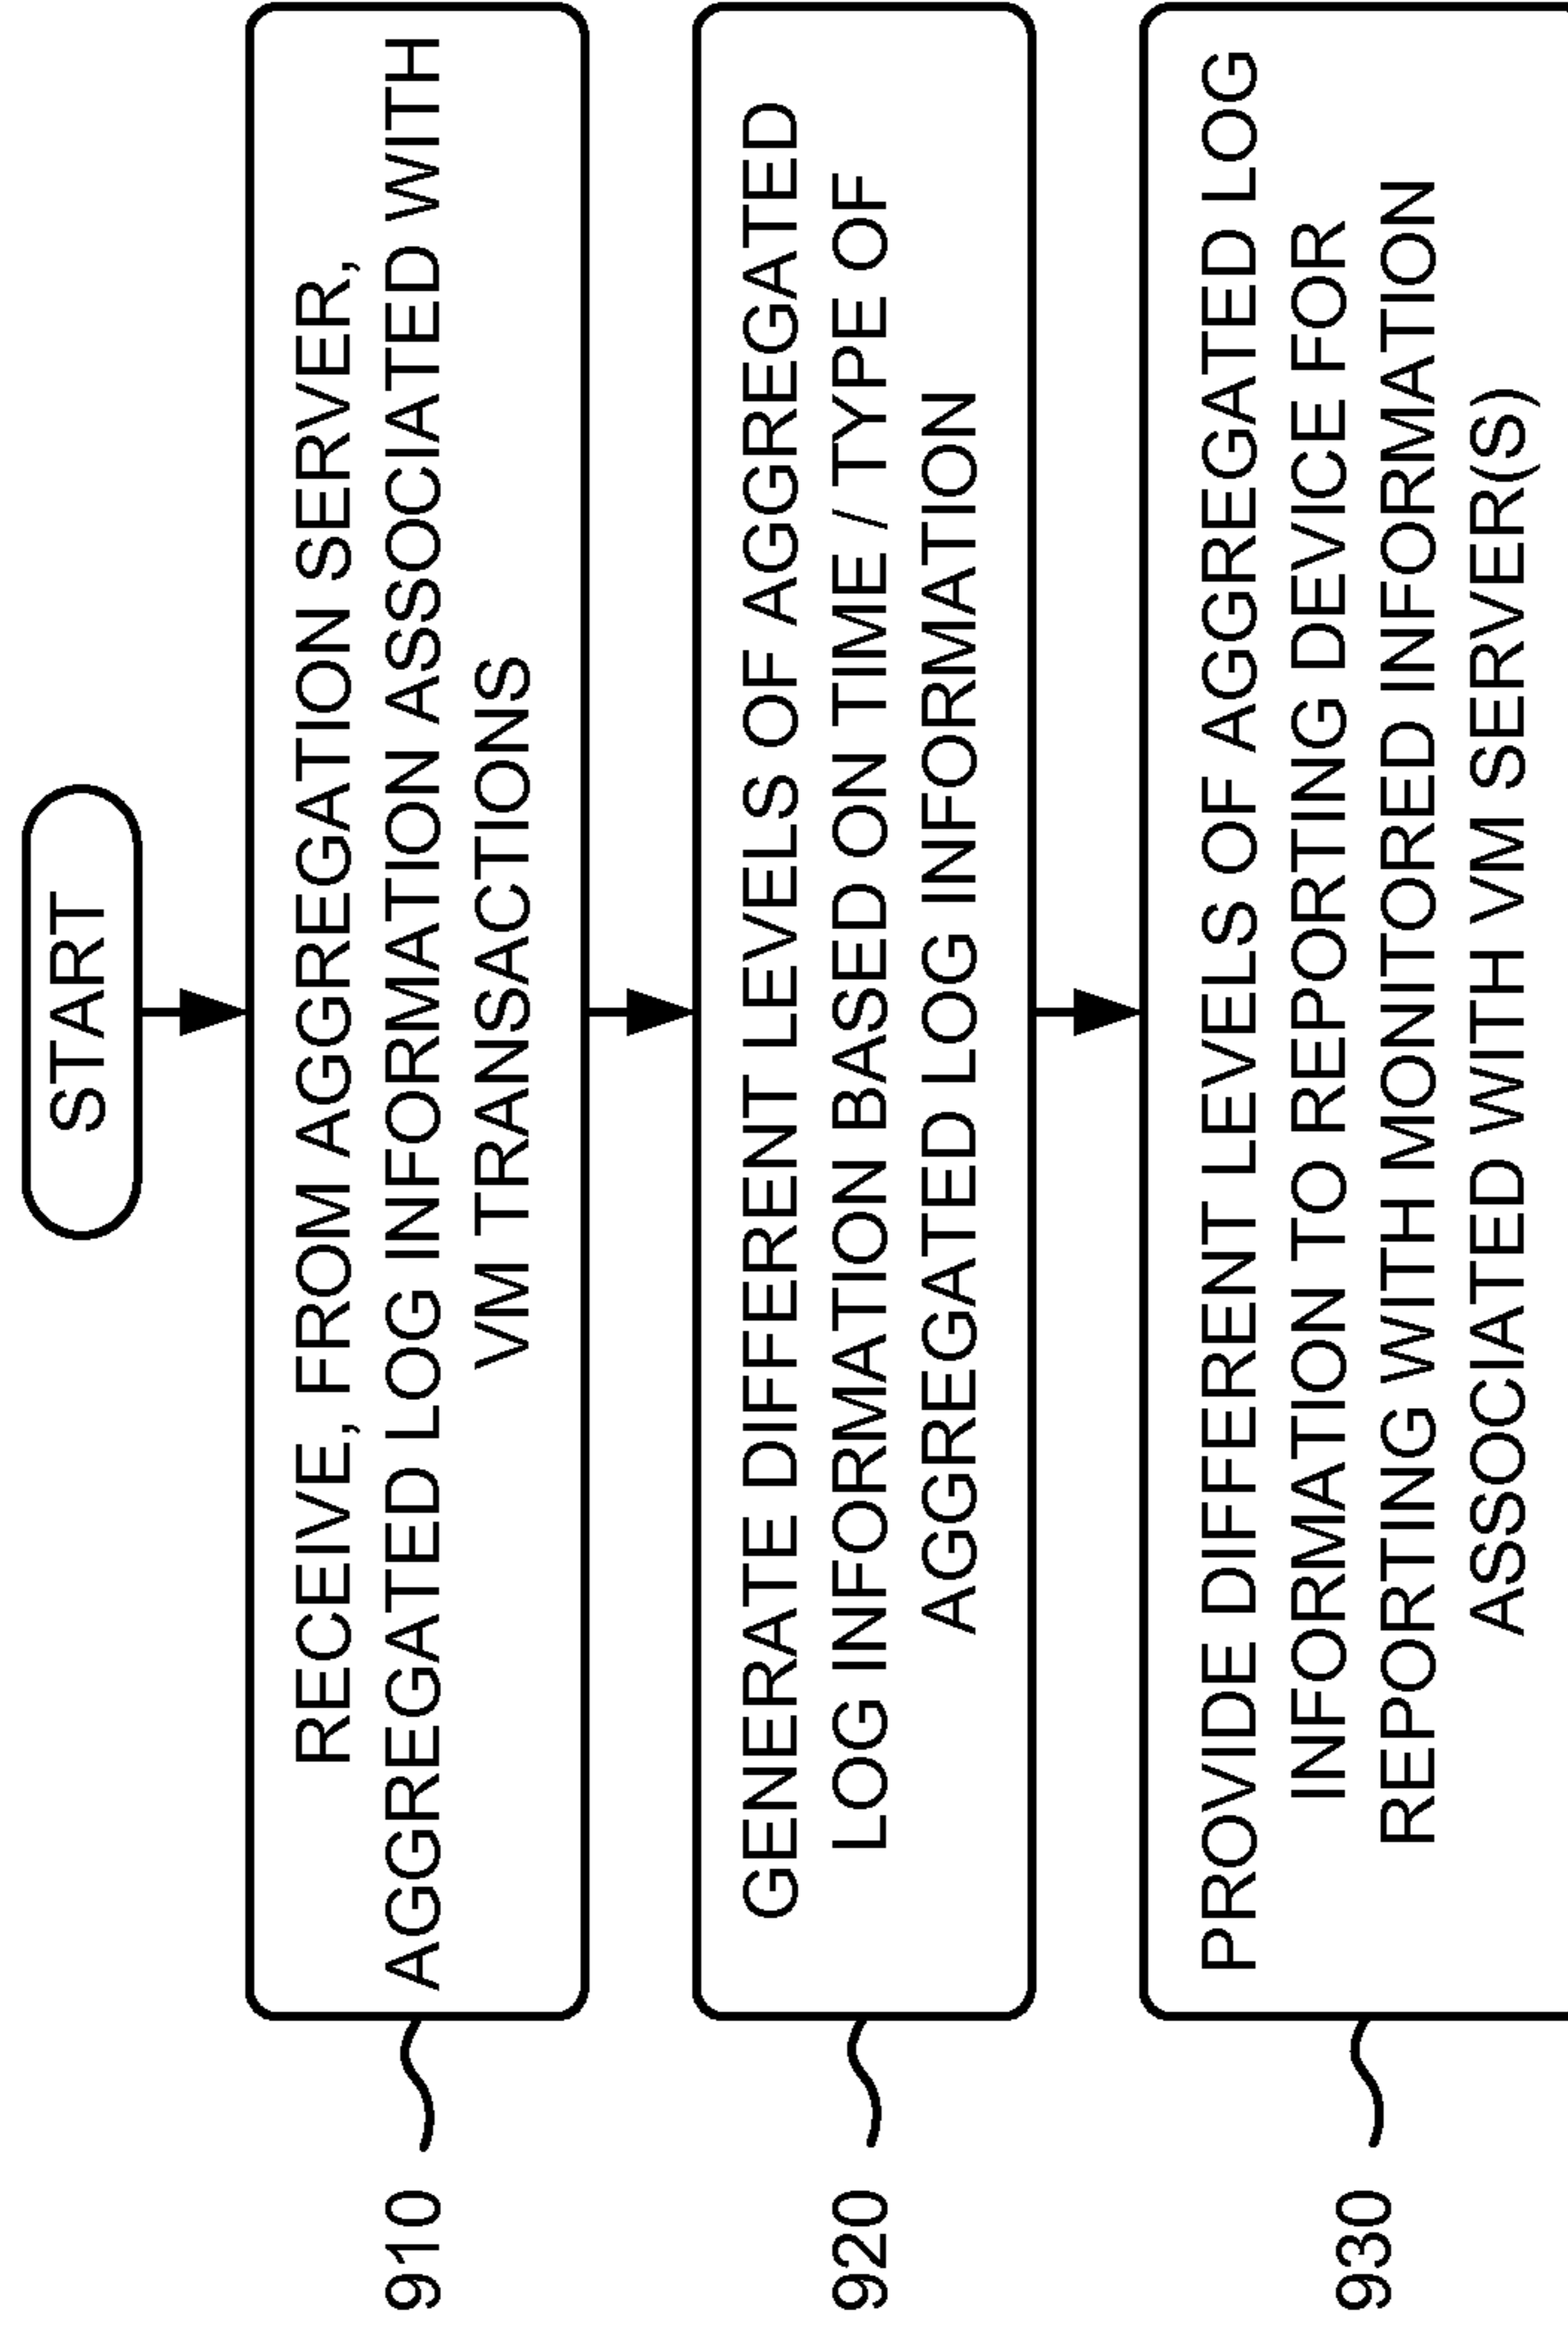 START
RECEIVE, FROM AGGREGATION SERVER,
AGGREGATED LOG INFORMATION ASSOCIATED WITH
VM TRANSACTIONS
910
GENERATE DIFFERENT LEVELS OF AGGREGATED
LOG INFORMATION BASED ON TIME / TYPE OF
AGGREGATED LOG INFORMATION
920
PROVIDE DIFFERENT LEVELS OF AGGREGATED LOG
INFORMATION TO REPORTING DEVICE FOR
REPORTING WITH MONITORED INFORMATION
ASSOCIATED WITH VM SERVER(S)
930